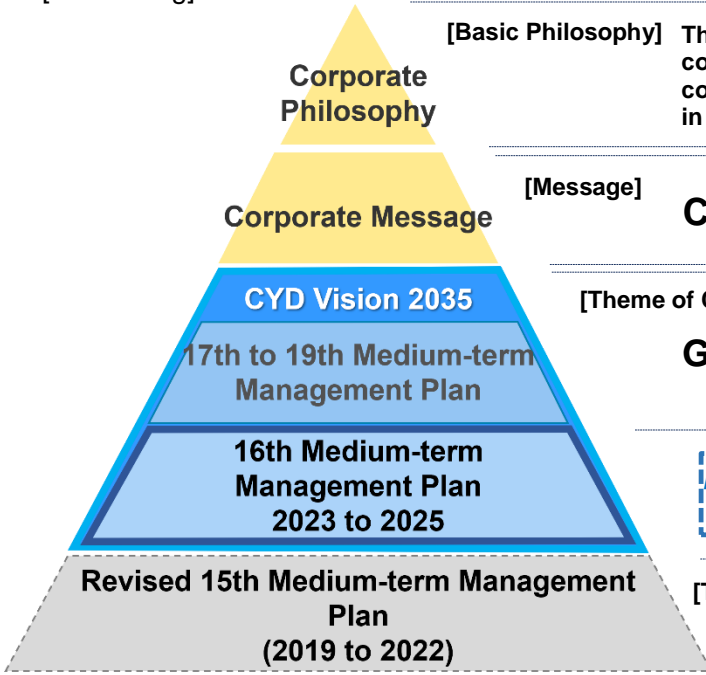 [Basic Philosophy]
Corporate
Philosophy
in
[Message]
Corporate Message
C
CYD Vision 2035
[Theme of
G
17th to 19th Medium-term
Management Plan
16th Medium-term
Management Plan
2023 to 2025
Revised 15th Medium-term Management
Plan
(2019 to 2022)